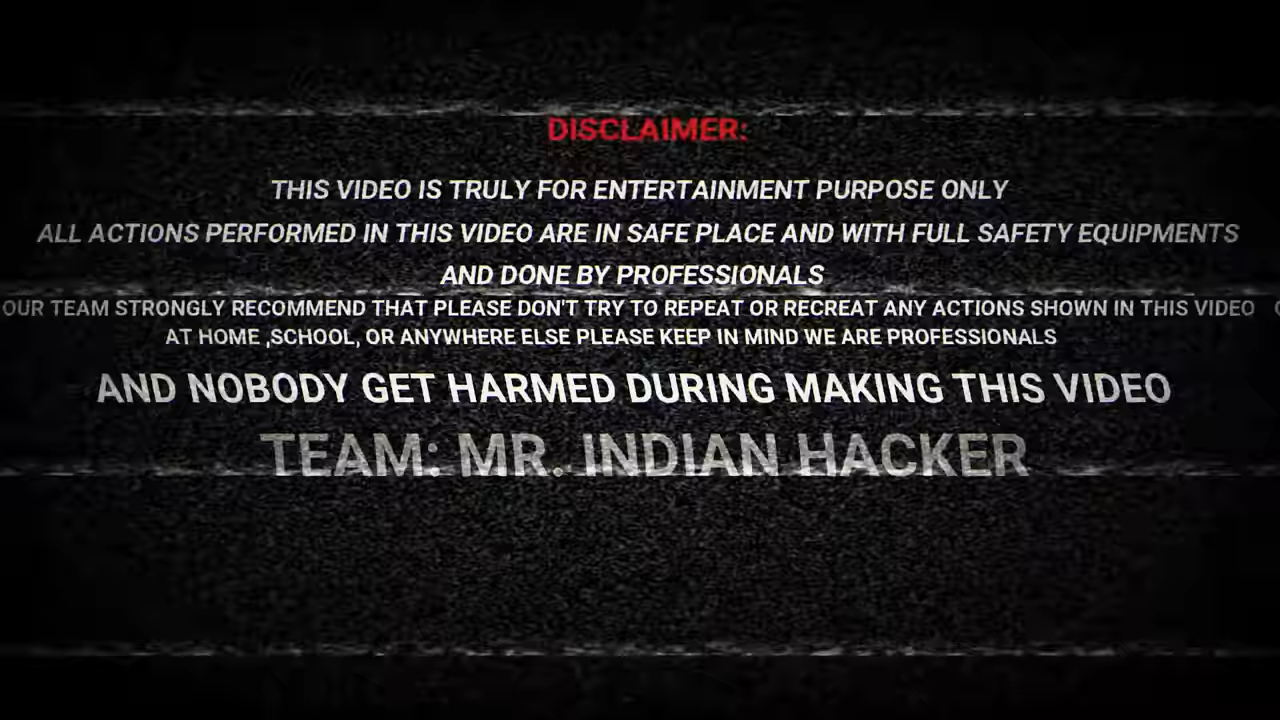 DISCLAIMER:
THIS VIDEO IS TRULY FOR ENTERTAINMENT PURPOSE ONLY
ALL ACTIONS PERFORMED IN THIS VIDEO ARE IN SAFE PLACE AND WITH FULL SAFETY EQUIPMENTS
AND DONE BY PROFESSIONALS
OUR TEAM STRONGLY RECOMMEND THAT PLEASE DON'T TRY TO REPEAT OR RECREAT ANY ACTIONS SHOWN IN THIS VIDEO
AT HOME ,SCHOOL, OR ANYWHERE ELSE PLEASE KEEP IN MIND WE ARE PROFESSIONALS
AND NOBODY GET HARMED DURING MAKING THIS VIDEO
TEAM: MR. INDIAN HACKER